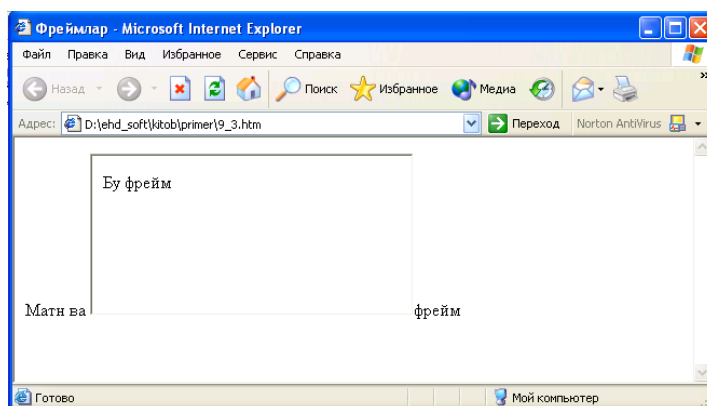 Фреймлар - Microsoft Internet Explorer
Файл Правка Вид Избранное Сервис Справка
Назад Поиск Избранное Медиа »
Адрес: D:\ehd_soft\kitob\primer\9_3.htm Переход Norton AntiVirus
Бу фрейм
Матн ва фрейм
Готово Мой компьютер